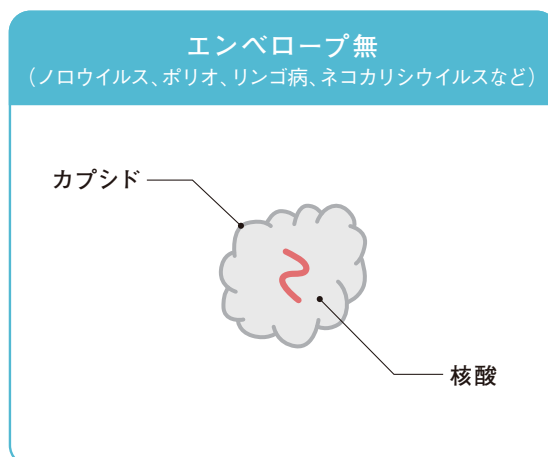 エンベロープ無
（ノロウイルス、ポリオ、リンゴ病、ネコカリシウイルスなど）
カプシド
核酸